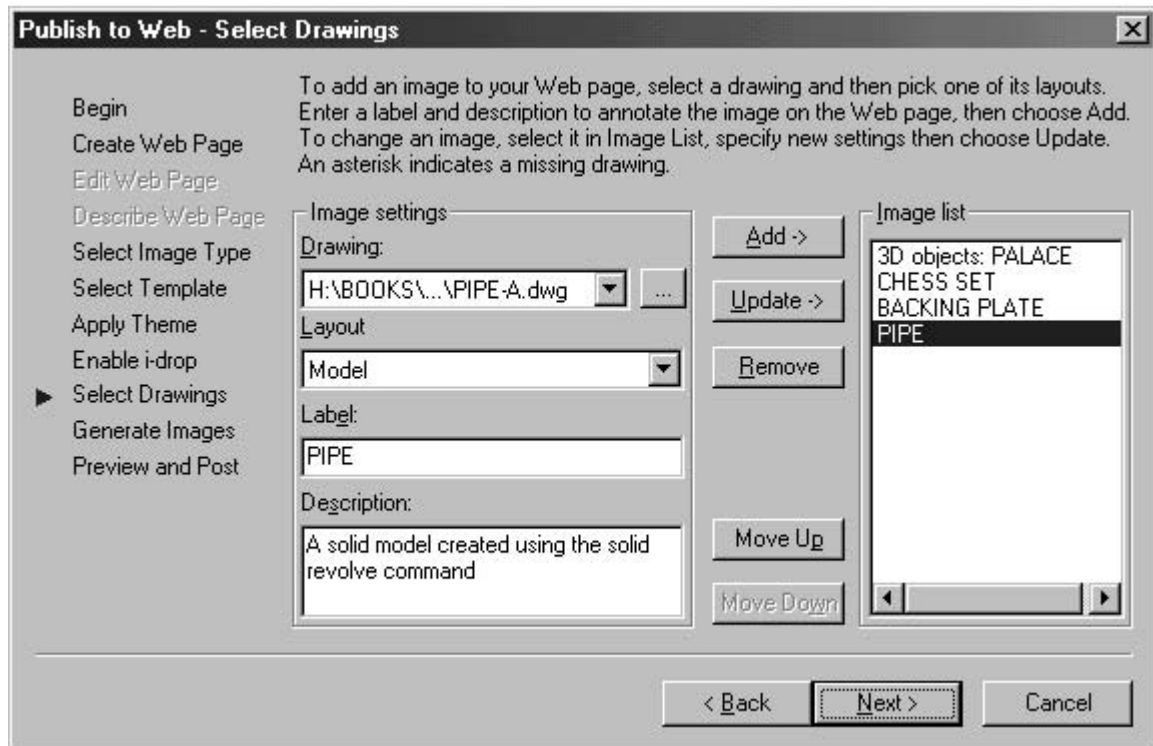 Publish to Web - Select Drawings
To add an image to your Web page, select a drawing and then pick one of its layouts.
Enter a label and description to annotate the image on the Web page, then choose Add.
To change an image, select it in Image List, specify new settings then choose Update.
An asterisk indicates a missing drawing.
Begin
Create Web Page
Edit Web Page
Describe Web Page
Select Image Type
Select Template
Apply Theme
Enable i-drop
Select Drawings
Generate Images
Preview and Post
Image settings
Drawing:
H:\BOOKS\...\PIPE-A.dwg
...
Layout
Model
Label:
PIPE
Description:
A solid model created using the solid
revolve command
Add ->
Update ->
Remove
Move Up
Move Down
Image list
3D objects: PALACE
CHESS SET
BACKING PLATE
PIPE
< Back
Next >
Cancel